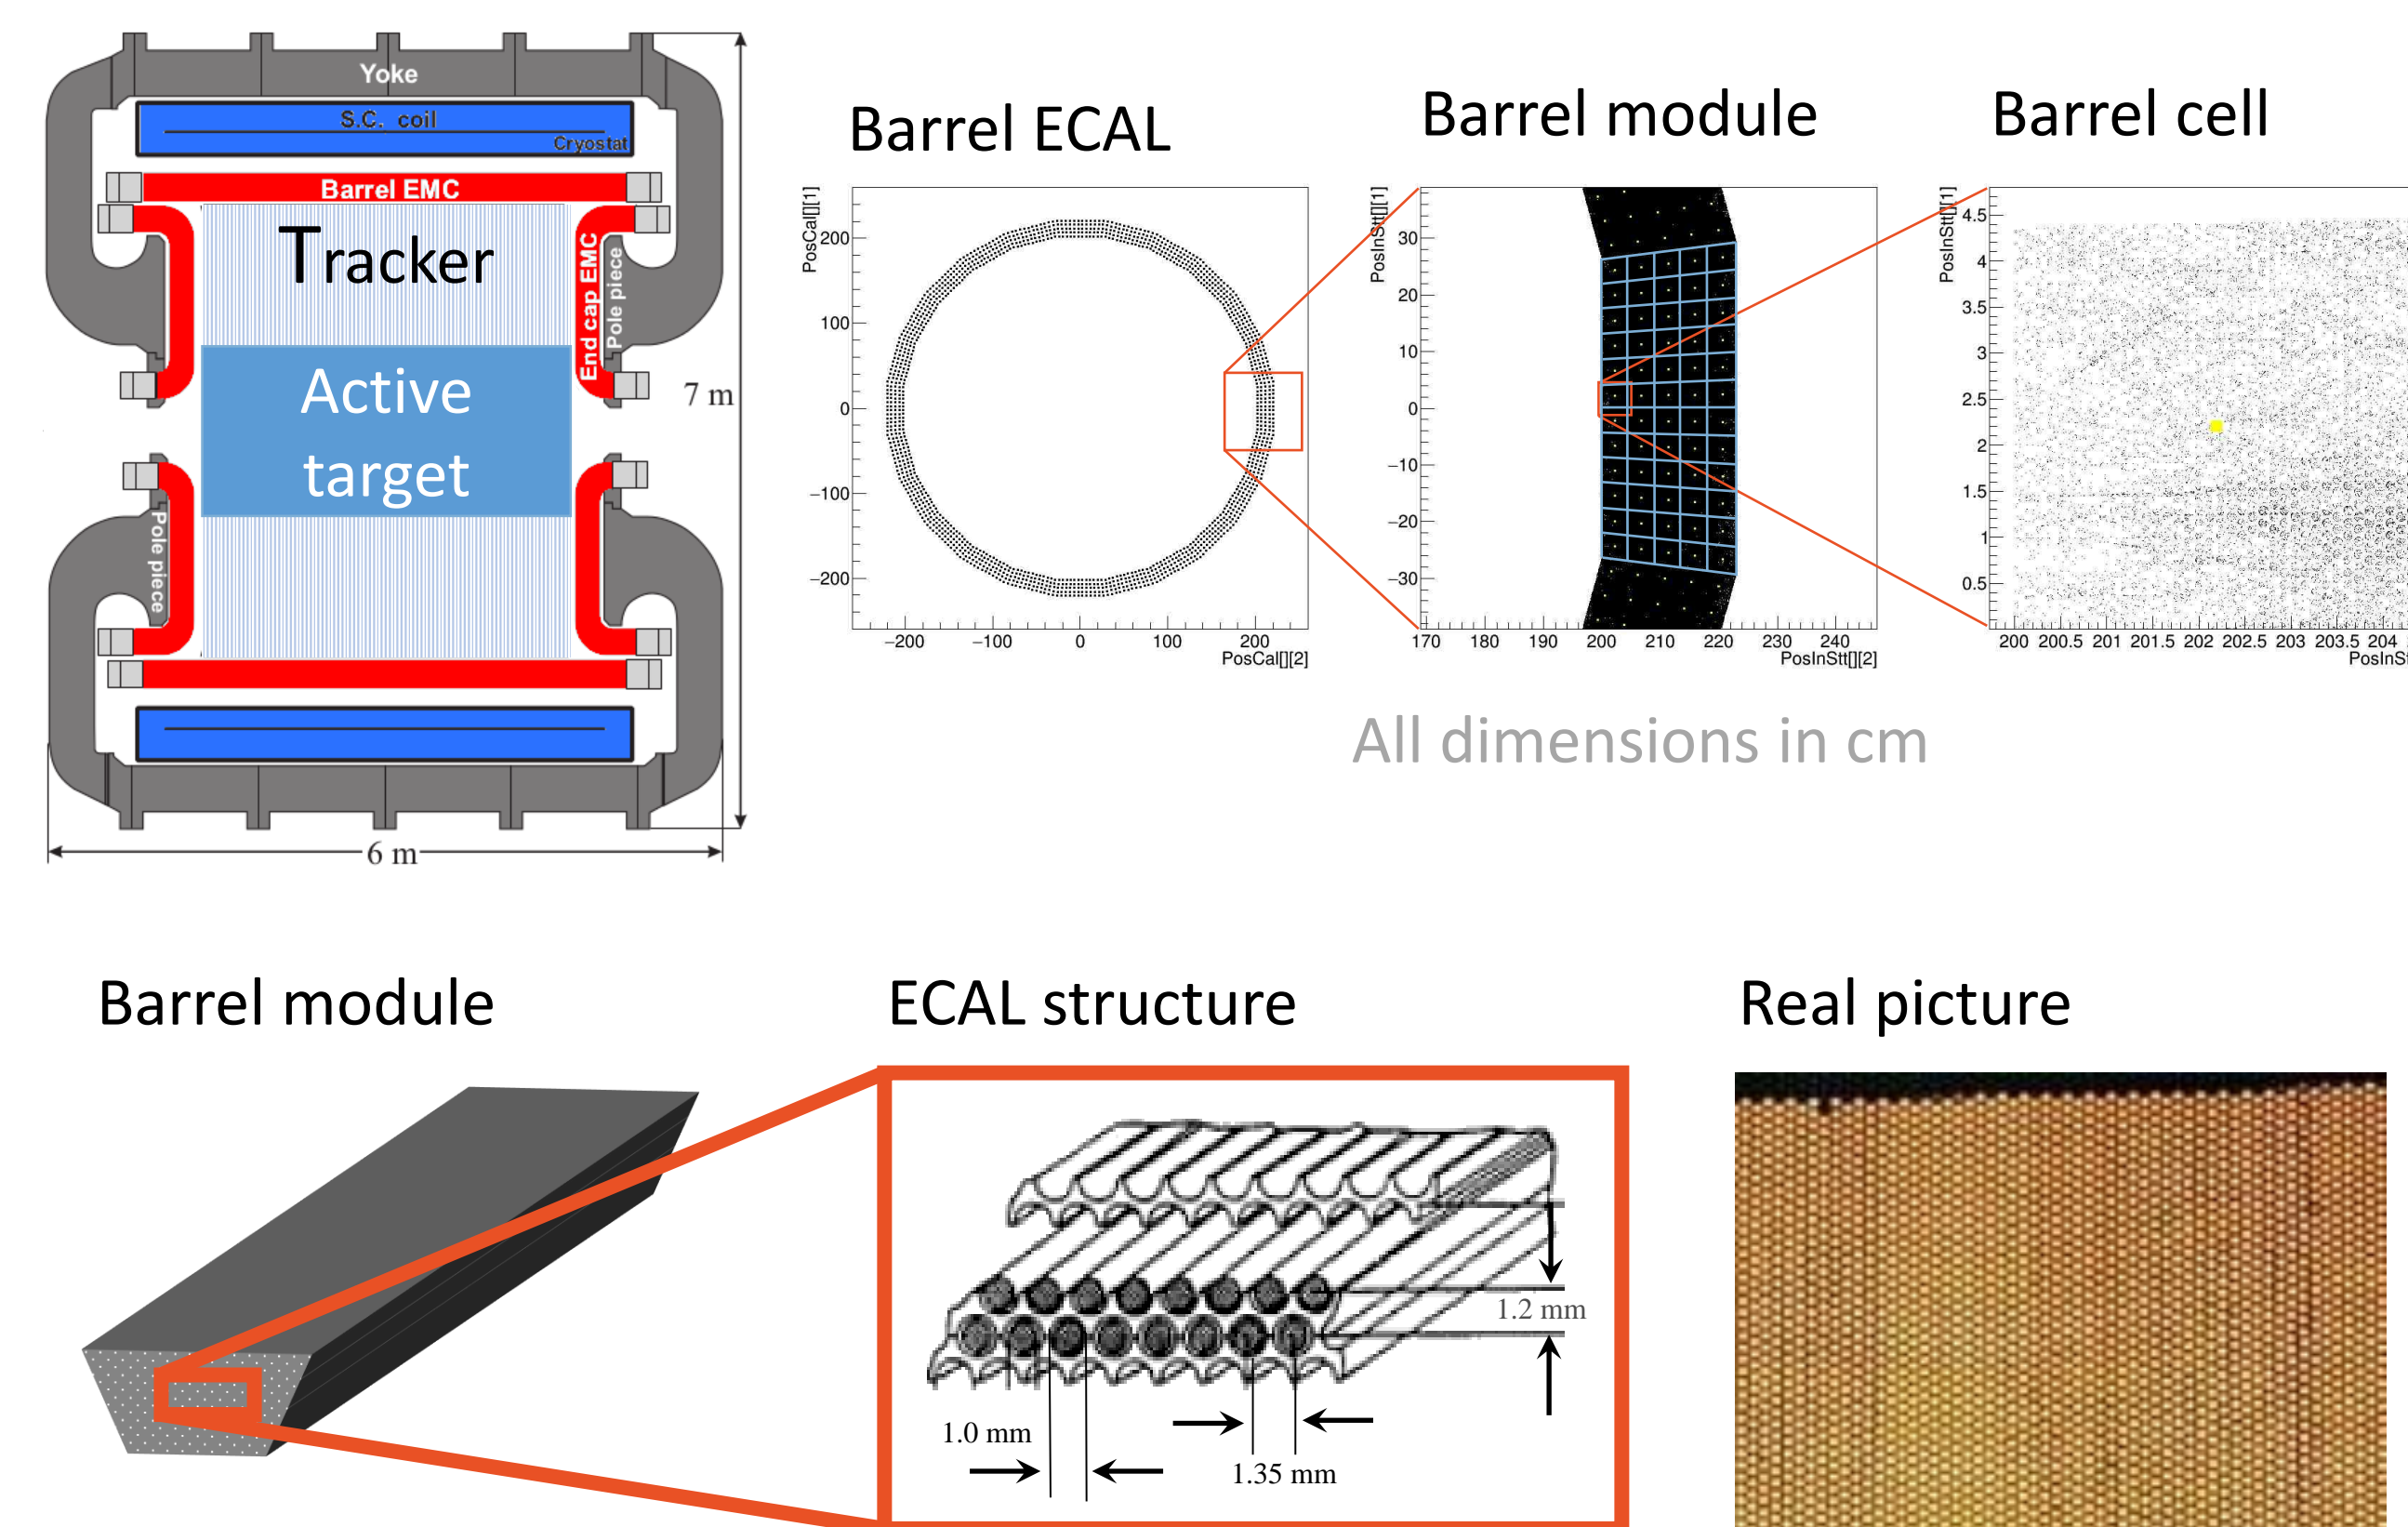 Yoke
S.C. coil
Cryostat
Barrel EMC
Tracker
End cap EMC
Pole piece
Active
target
Pole piece
7 m
6 m
Barrel ECAL
PosCal[][1]
200
100
0
−100
−200
−200 −100 0 100 200
PosCal[][2]
Barrel module
PosInStt[][1]
30
20
10
0
−10
−20
−30
170 180 190 200 210 220 230 240
PosInStt[][2]
Barrel cell
PosInStt[][1]
4.5
4
3.5
3
2.5
2
1.5
1
0.5
200 200.5 201 201.5 202 202.5 203 203.5 204
PosInSt
All dimensions in cm
Barrel module
ECAL structure
1.2 mm
1.0 mm
1.35 mm
Real picture